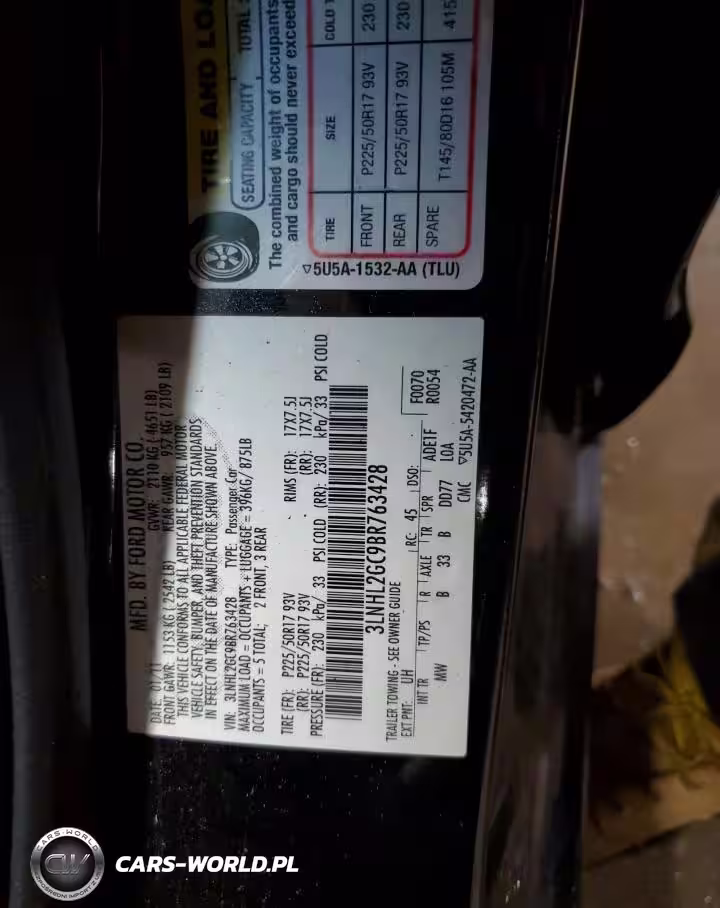 TIRE AND LOA
SEATING CAPACITY TOTAL
The combined weight of occupants
and cargo should never exceed
TIRE SIZE COLD T
FRONT P225/50R17 93V 230
REAR P225/50R17 93V 230
SPARE T145/80D16 105M 415
▽5U5A-1532-AA (TLU)
MFD. BY FORD MOTOR CO.
DATE: 01/11 GVWR: 2110 KG (4651 LB)
FRONT GAWR: 1153 KG (2542 LB) REAR GAWR: 957 KG (2109 LB)
THIS VEHICLE CONFORMS TO ALL APPLICABLE FEDERAL MOTOR
VEHICLE SAFETY, BUMPER, AND THEFT PREVENTION STANDARDS
IN EFFECT ON THE DATE OF MANUFACTURE SHOWN ABOVE.
VIN: 3LNHL2GC9BR763428 TYPE: Passenger Car
MAXIMUM LOAD = OCCUPANTS + LUGGAGE = 396KG/ 875LB
OCCUPANTS = 5 TOTAL; 2 FRONT, 3 REAR
TIRE (FR): P225/50R17 93V RIMS (FR): 17X7.5J
(RR): P225/50R17 93V (RR): 17X7.5J
PRESSURE (FR): 230 kPa/ 33 PSI COLD (RR): 230 kPa/ 33 PSI COLD
3LNHL2GC9BR763428
TRAILER TOWING - SEE OWNER GUIDE
F0070
R0054
EXT PNT: UH RC: 45 DSO:
INT TR TP/PS R AXLE TR SPR ADE1F
MW B 33 B DD77 LOA
CMC ▽5U5A-5420472-AA
CARS-WORLD
CW
CARS-WORLD.PL